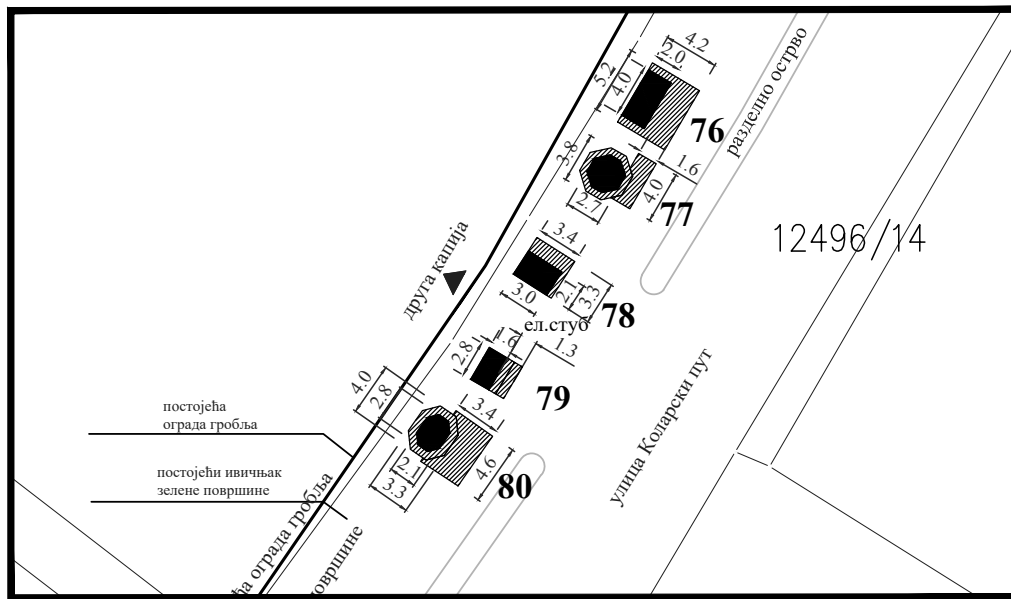 4.2
2.0
5.2
4.0
76
разделно острво
3.8
1.6
4.0
2.7
77
12496/14
друга капија
3.4
2.1
3.3
3.0
78
ел.стуб
1.6
1.3
2.8
79
4.0
2.8
3.4
постојећа
ограда гробља
улица Коларски пут
4.6
80
2.1
3.3
постојећи ивичњак
зелене површине
ограда гробља
површине